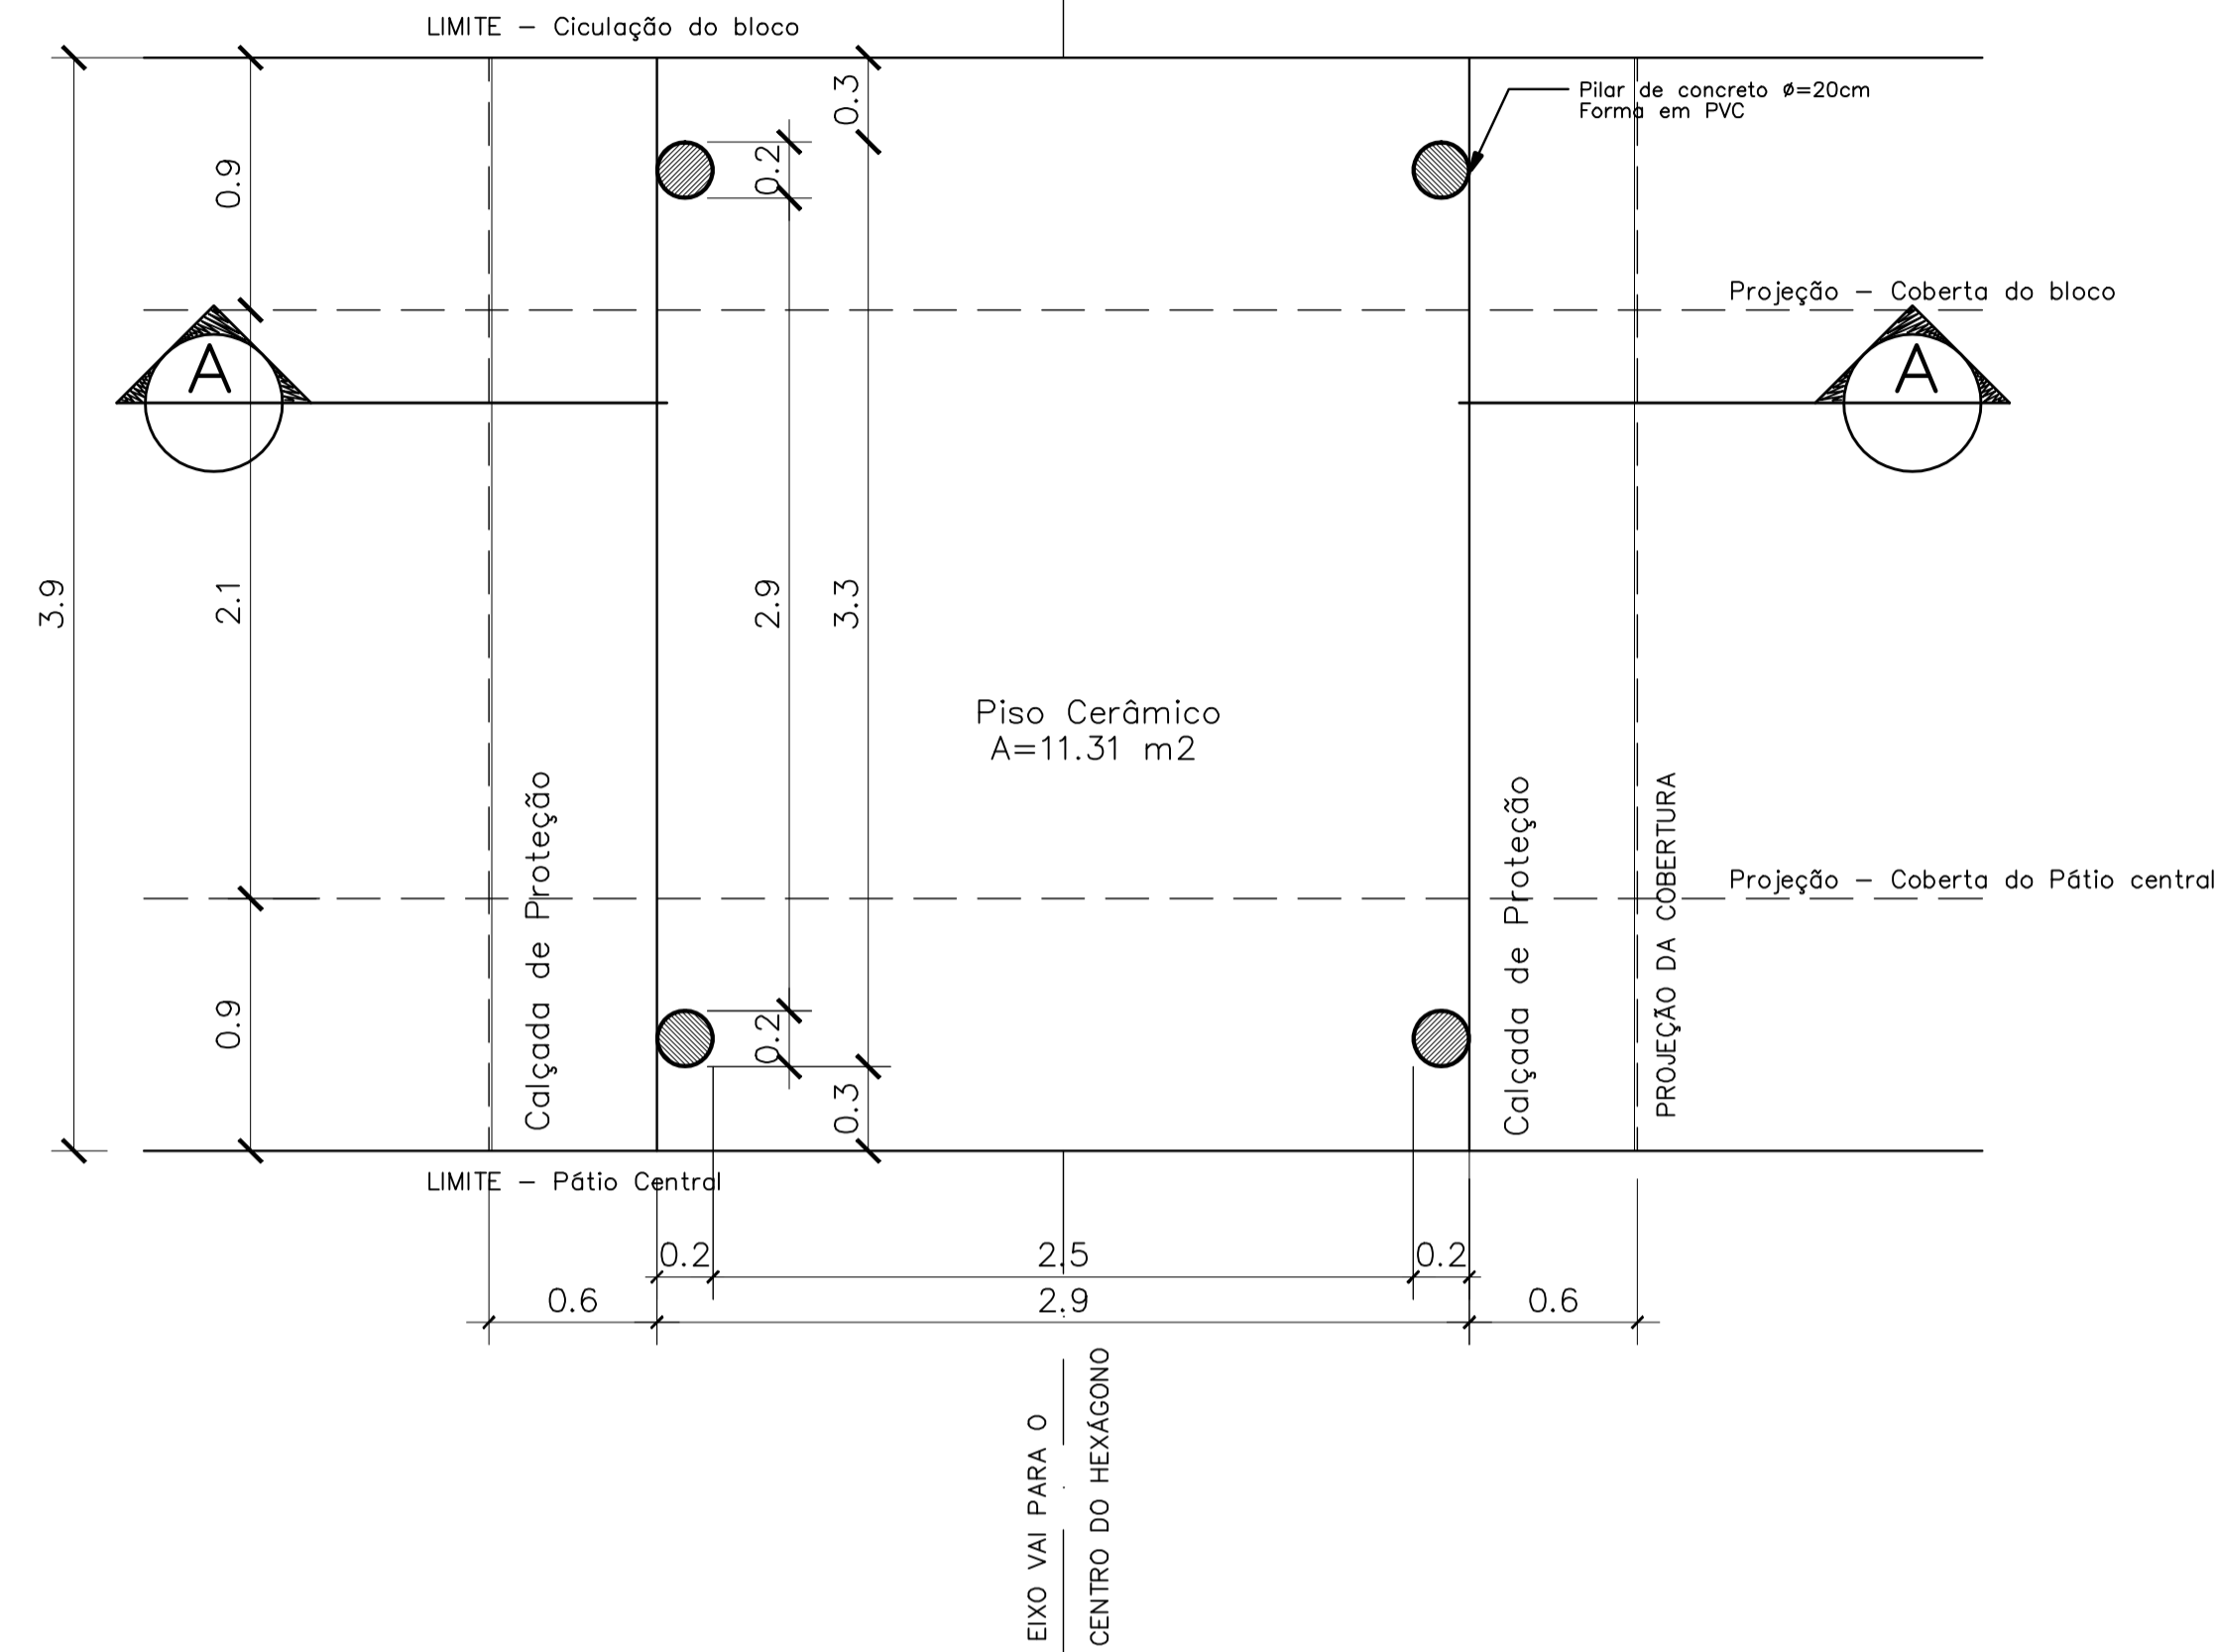 LIMITE - Ciculação do bloco
0.3
Pilar de concreto ø=20cm
Forma em PVC
0.9
0.2
Projeção - Coberta do bloco
A
A
3.9
2.1
2.9
3.3
Piso Cerâmico
A=11.31 m2
Calçada de Proteção
Calçada de Proteção
PROJEÇÃO DA COBERTURA
Projeção - Coberta do Pátio central
0.9
0.2
0.3
LIMITE - Pátio Central
0.2
2.5
0.2
0.6
2.9
0.6
EIXO VAI PARA O
CENTRO DO HEXÁGONO